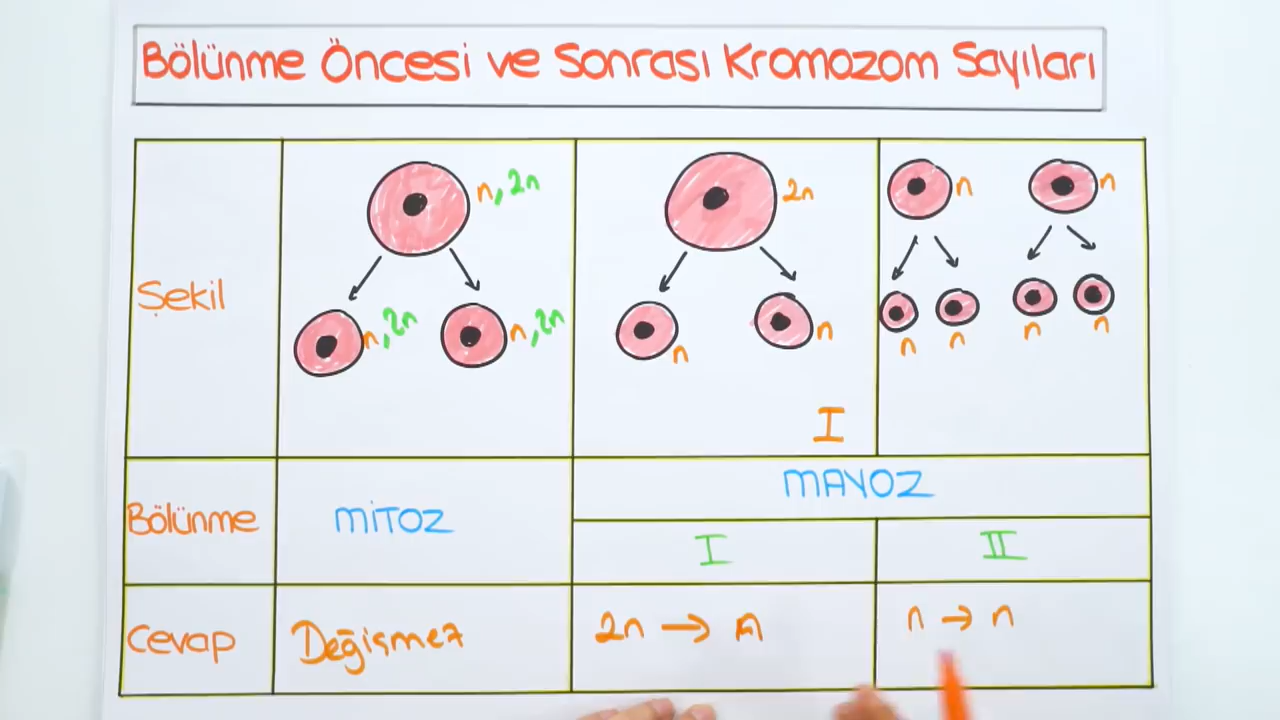 Bölünme Öncesi ve Sonrası Kromozom Sayıları
Şekil
n, 2n
n, 2n
n, 2n
2n
n
n
I
n
n
n
n
n
n
Bölünme
MİTOZ
MAYOZ
I
II
Cevap
Değişmez
2n → n
n → n